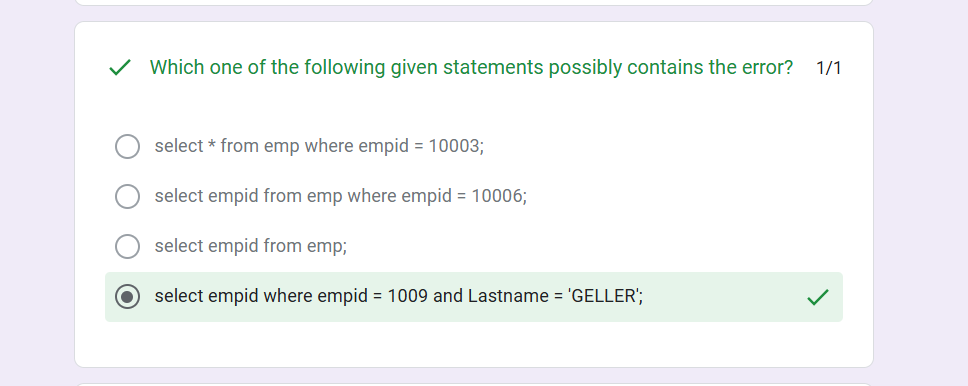 Which one of the following given statements possibly contains the error? 1/1
select * from emp where empid = 10003;
select empid from emp where empid = 10006;
select empid from emp;
select empid where empid = 1009 and Lastname = 'GELLER';